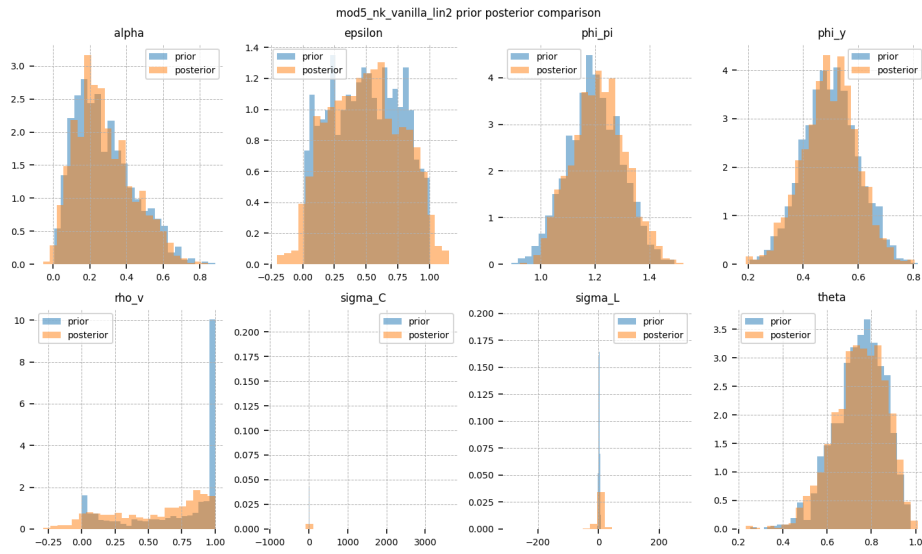 mod5_nk_vanilla_lin2 prior posterior comparison
alpha
epsilon
phi_pi
phi_y
prior
posterior
prior
posterior
prior
posterior
prior
posterior
3.0
2.5
2.0
1.5
1.0
0.5
0.0
0.0 0.2 0.4 0.6 0.8
1.4
1.2
1.0
0.8
0.6
0.4
0.2
0.0
−0.25 0.00 0.25 0.50 0.75 1.00
4
3
2
1
0
1.0 1.2 1.4
4
3
2
1
0
0.2 0.4 0.6 0.8
rho_v
sigma_C
sigma_L
theta
prior
posterior
prior
posterior
prior
posterior
prior
posterior
10
8
6
4
2
0
−0.25 0.00 0.25 0.50 0.75 1.00
0.200
0.175
0.150
0.125
0.100
0.075
0.050
0.025
0.000
−1000 0 1000 2000 3000
0.200
0.175
0.150
0.125
0.100
0.075
0.050
0.025
0.000
−200 0 200
3.5
3.0
2.5
2.0
1.5
1.0
0.5
0.0
0.2 0.4 0.6 0.8 1.0